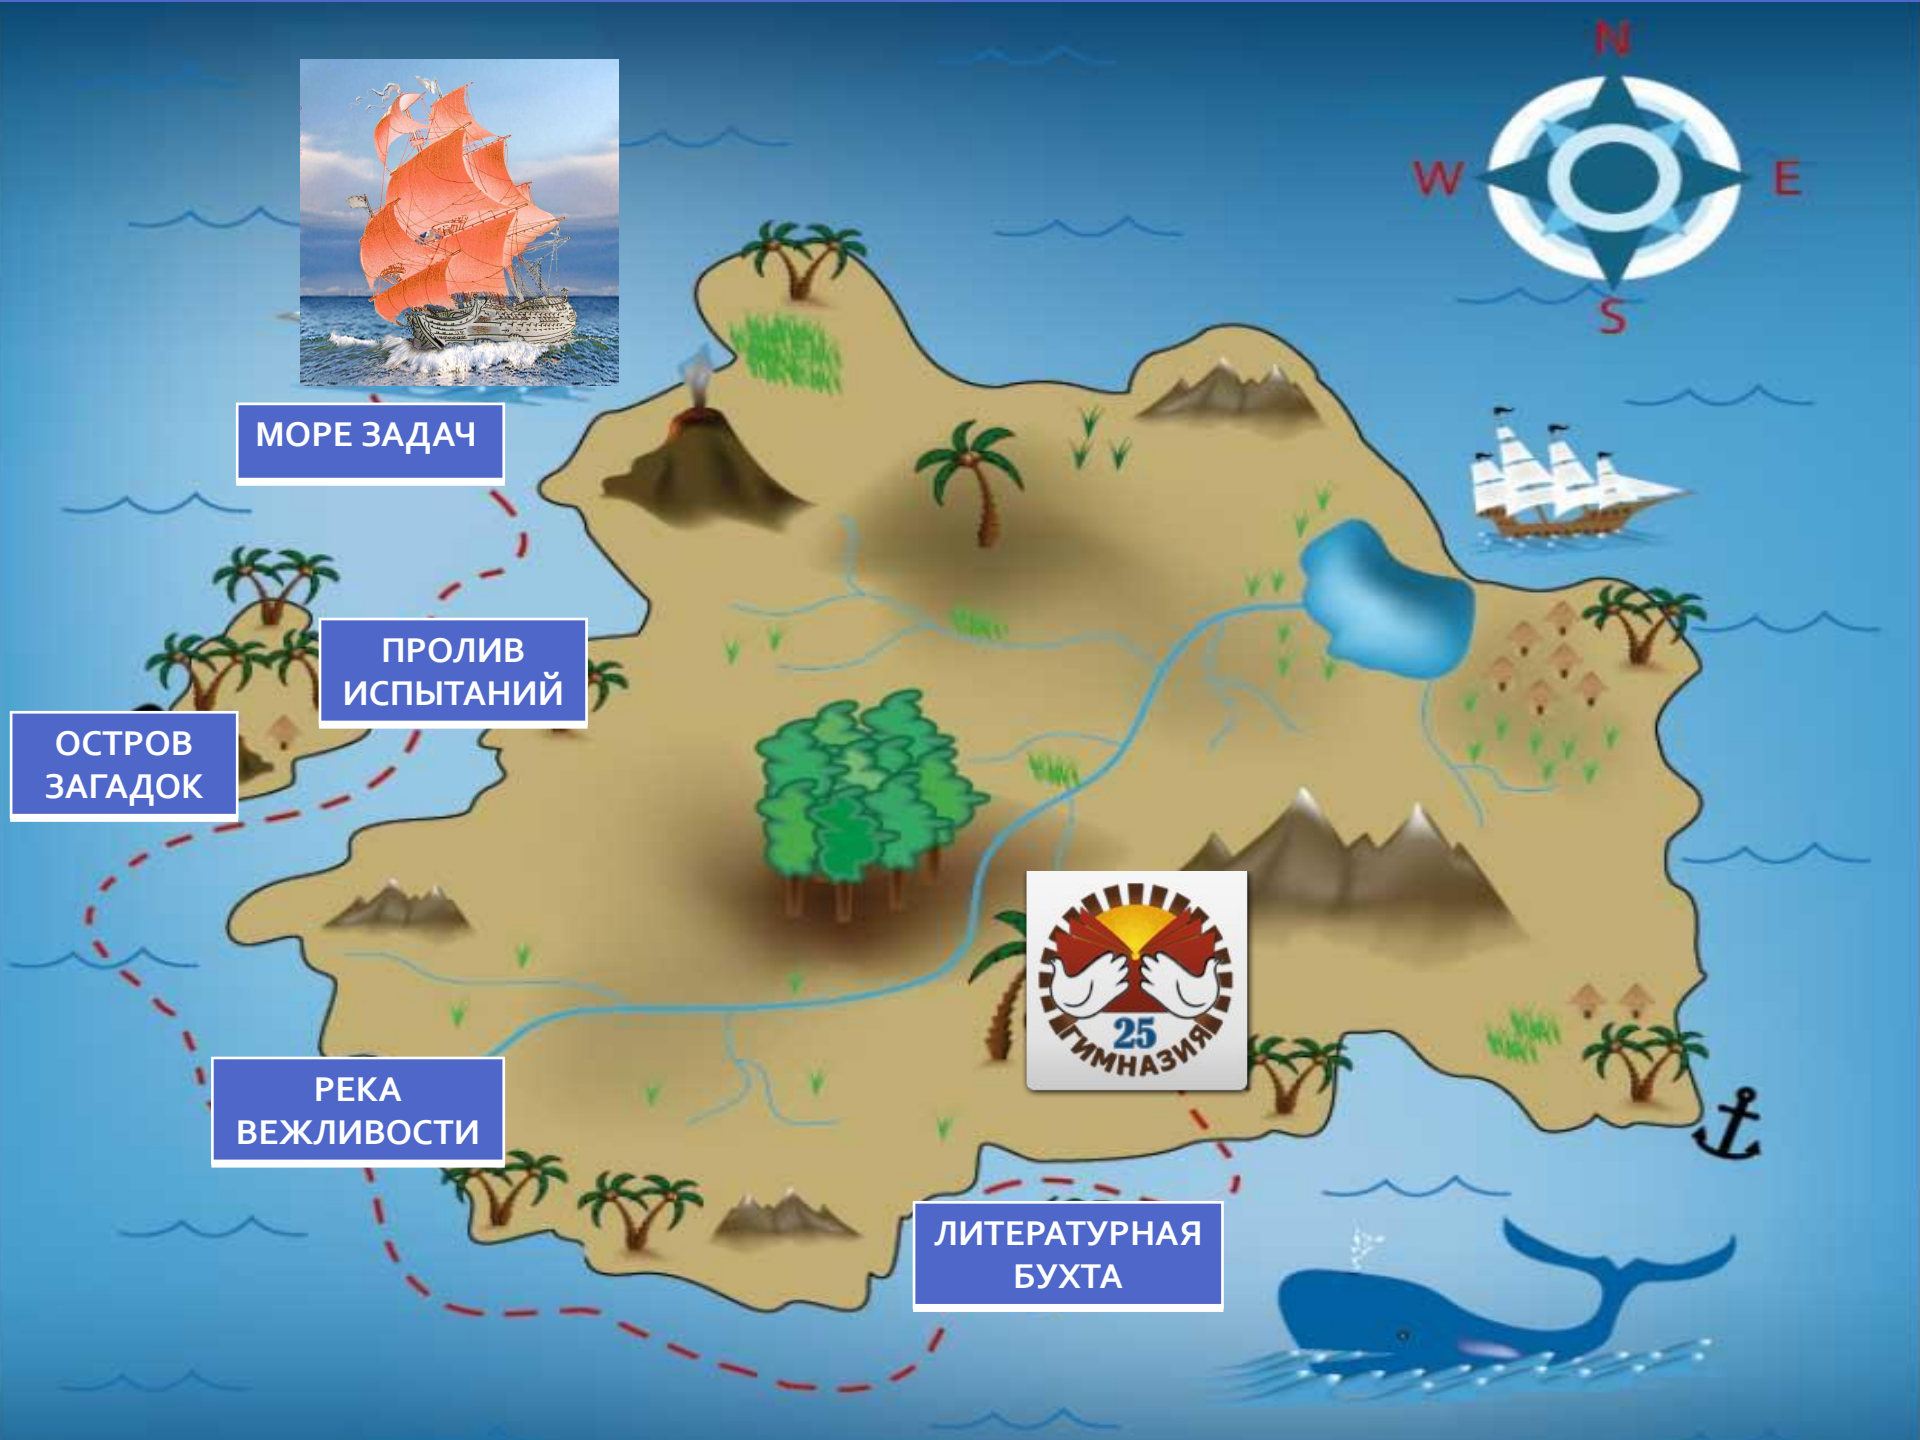 N
W
E
S
МОРЕ ЗАДАЧ
ПРОЛИВ
ИСПЫТАНИЙ
ОСТРОВ
ЗАГАДОК
25
ГИМНАЗИЯ
РЕКА
ВЕЖЛИВОСТИ
ЛИТЕРАТУРНАЯ
БУХТА